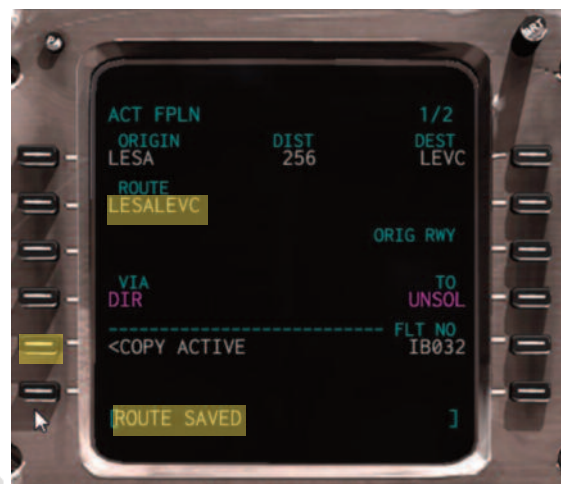 BRT
ACT FPLN 1/2
ORIGIN DIST DEST
LESA 256 LEVC
ROUTE
LESALEVC
ORIG RWY
VIA TO
DIR UNSOL
---------------------------- FLT NO
<COPY ACTIVE IB032
[ROUTE SAVED ]